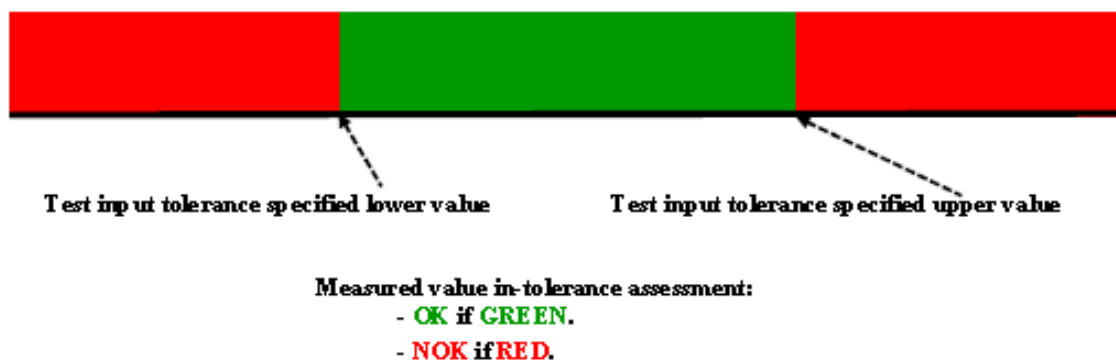 Test input tolerance specified lower value
Test input tolerance specified upper value
Measured value in-tolerance assessment:
- OK if GREEN.
- NOK if RED.